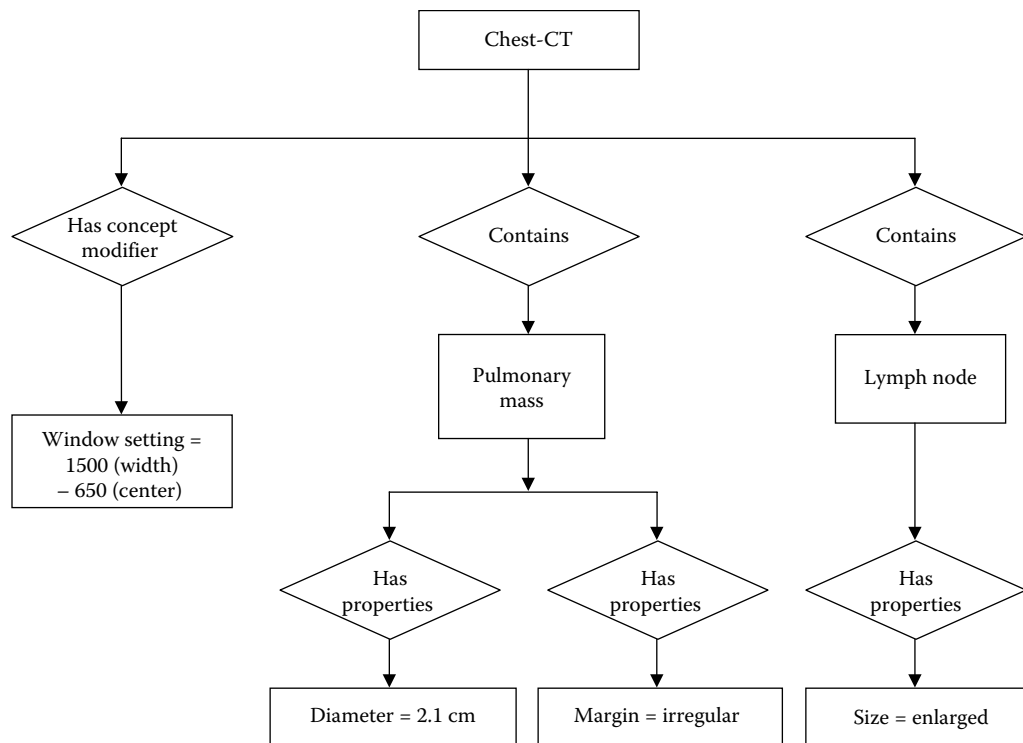 Chest-CT
Has concept
modifier
Contains
Contains
Window setting =
1500 (width)
– 650 (center)
Pulmonary
mass
Lymph node
Has
properties
Has
properties
Has
properties
Diameter = 2.1 cm
Margin = irregular
Size = enlarged